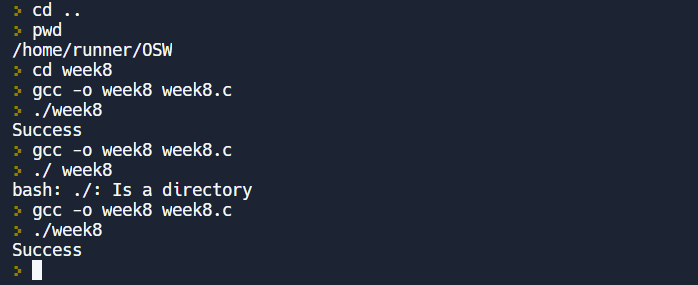 > cd ..
> pwd
/home/runner/OSW
> cd week8
> gcc -o week8 week8.c
> ./week8
Success
> gcc -o week8 week8.c
> ./ week8
bash: ./: Is a directory
> gcc -o week8 week8.c
> ./week8
Success
>